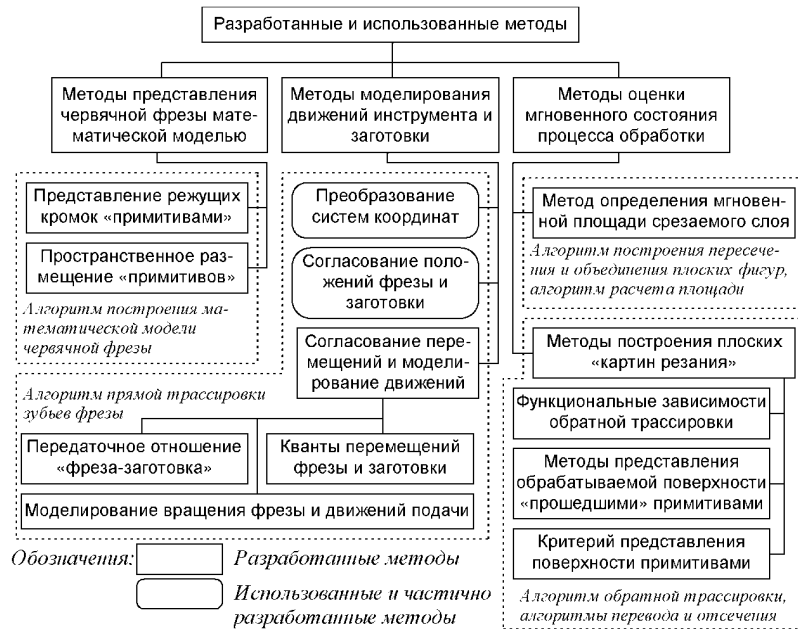 Разработанные и использованные методы
Методы представления
червячной фрезы мате-
матической моделью
Методы моделирования
движений инструмента и
заготовки
Методы оценки
мгновенного состояния
процесса обработки
Представление режущих
кромок «примитивами»
Пространственное раз-
мещение «примитивов»
Алгоритм построения ма-
тематической модели
червячной фрезы
Преобразование
систем координат
Согласование поло-
жений фрезы и
заготовки
Согласование пере-
мещений и модели-
рование движений
Алгоритм прямой трассировки
зубьев фрезы
Передаточное отношение
«фреза-заготовка»
Кванты перемещений
фрезы и заготовки
Моделирование вращения фрезы и движений подачи
Метод определения мгновен-
ной площади срезаемого слоя
Алгоритм построения пересече-
ния и объединения плоских фигур,
алгоритм расчета площади
Методы построения плоских
«картин резания»
Функциональные зависимости
обратной трассировки
Методы представления
обрабатываемой поверхности
«прошедшими» примитивами
Критерий представления
поверхности примитивами
Алгоритм обратной трассировки,
алгоритмы перевода и отсечения
Обозначения:
Разработанные методы
Использованные и частично
разработанные методы